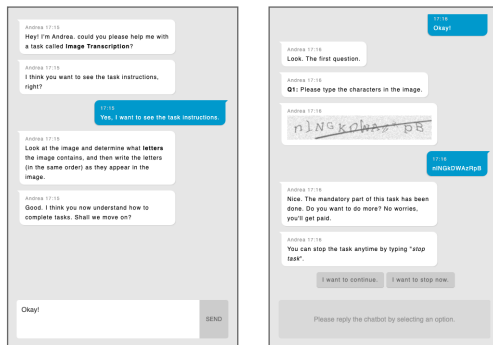 Andrea 17:15
Hey! I'm Andrea. could you please help me with
a task called Image Transcription?
Andrea 17:15
I think you want to see the task instructions,
right?
17:15
Yes, I want to see the task instructions.
Andrea 17:15
Look at the image and determine what letters
the image contains, and then write the letters
(in the same order) as they appear in the
image.
Andrea 17:15
Good. I think you now understand how to
complete tasks. Shall we move on?
Okay!
SEND
17:16
Okay!
Andrea 17:16
Look. The first question.
Andrea 17:16
Q1: Please type the characters in the image.
Andrea 17:16
17:16
nlNGkDWAzRpB
Andrea 17:16
Nice. The mandatory part of this task has been
done. Do you want to do more? No worries,
you'll get paid.
Andrea 17:16
You can stop the task anytime by typing "stop
task".
I want to continue.
I want to stop now.
Please reply the chatbot by selecting an option.